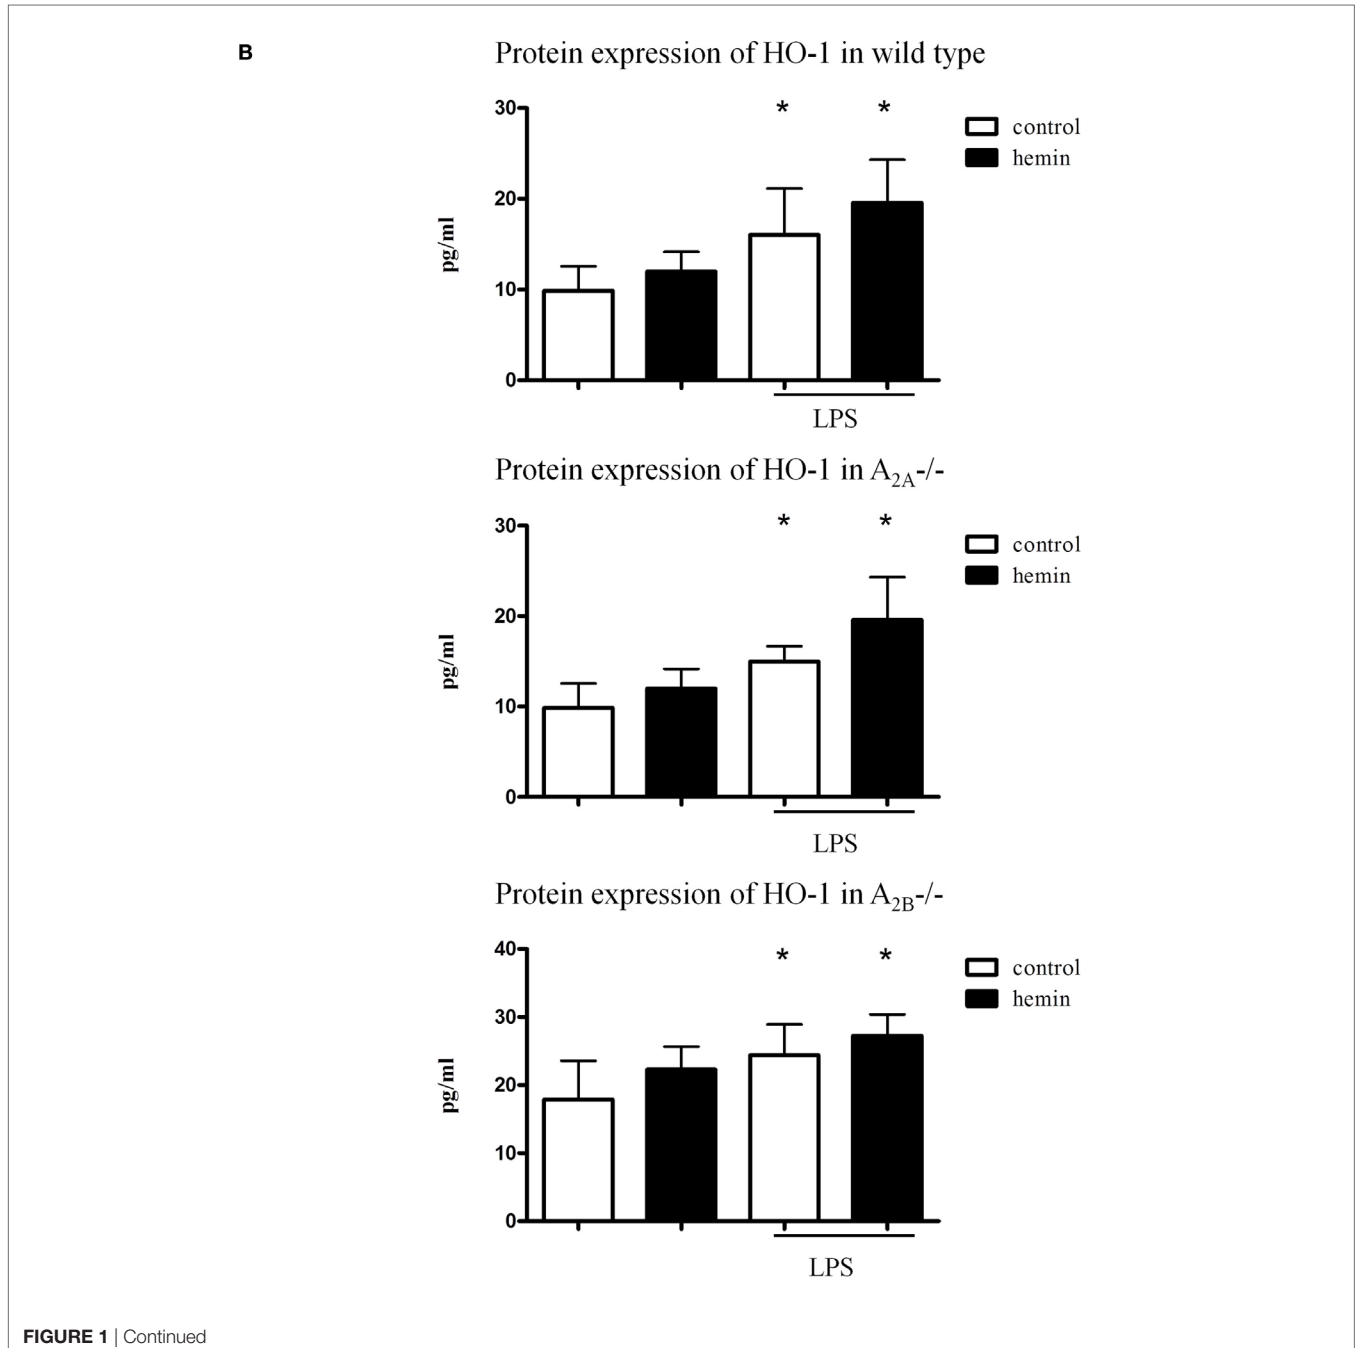 B
Protein expression of HO-1 in wild type
30
20
10
0
pg/ml
* *
control
hemin
LPS
Protein expression of HO-1 in A2A-/-
30
20
10
0
pg/ml
* *
control
hemin
LPS
Protein expression of HO-1 in A2B-/-
40
30
20
10
0
pg/ml
* *
control
hemin
LPS
FIGURE 1 | Continued